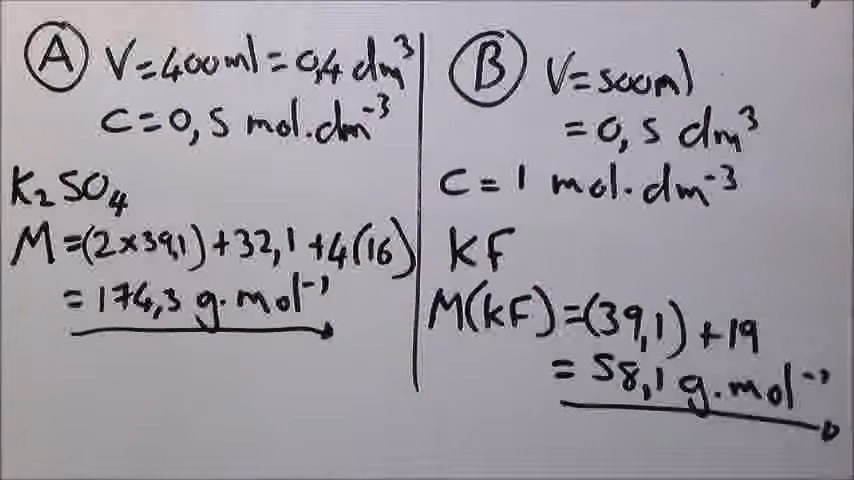 A V=400ml=0,4 dm³
C=0,5 mol.dm⁻³
K₂SO₄
M=(2×39,1)+32,1+4(16)
=174,3 g.mol⁻¹
B V=500ml
=0,5 dm³
C=1 mol.dm⁻³
KF
M(KF)=(39,1)+19
=58,1 g.mol⁻¹